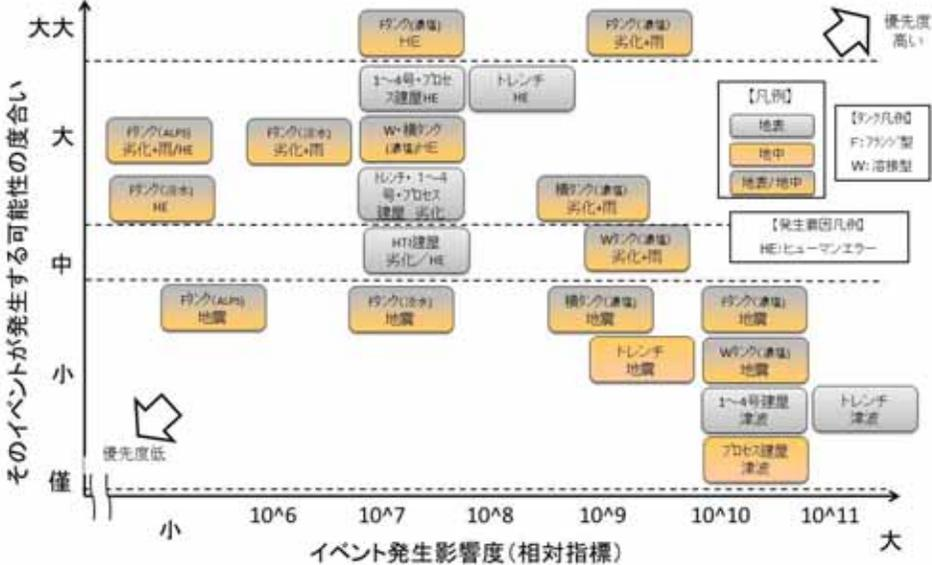 大大
Fタンク(濃塩)
HE
Fタンク(濃塩)
劣化+雨
優先度
高い
1～4号・プロセ
ス建屋HE
トレンチ
HE
【凡例】
地表
地中
地表/地中
【タンク凡例】
F:フランジ型
W:溶接型
大
Fタンク(ALPS)
劣化+雨/HE
Fタンク(淡水)
劣化+雨
W・横タンク
(濃塩)HE
Fタンク(淡水)
HE
トレンチ・1～4
号・プロセス
建屋 劣化
横タンク(濃塩)
劣化+雨
【発生要因凡例】
HE:ヒューマンエラー
中
HTI建屋
劣化/HE
Wタンク(濃塩)
劣化+雨
そのイベントが発生する可能性の度合い
Fタンク(ALPS)
地震
Fタンク(淡水)
地震
横タンク(濃塩)
地震
Fタンク(濃塩)
地震
小
トレンチ
地震
Wタンク(濃塩)
地震
1～4号建屋
津波
トレンチ
津波
プロセス建屋
津波
優先度低
僅
小
10^6
10^7
10^8
10^9
10^10
10^11
大
イベント発生影響度(相対指標)